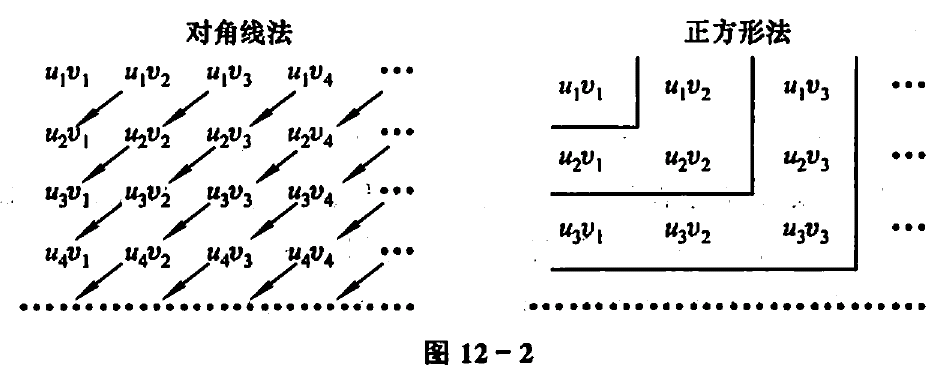 对角线法
u₁v₁ u₁v₂ u₁v₃ u₁v₄ ···
u₂v₁ u₂v₂ u₂v₃ u₂v₄ ···
u₃v₁ u₃v₂ u₃v₃ u₃v₄ ···
u₄v₁ u₄v₂ u₄v₃ u₄v₄ ···
正方形法
u₁v₁ u₁v₂ u₁v₃ ···
u₂v₁ u₂v₂ u₂v₃ ···
u₃v₁ u₃v₂ u₃v₃ ···
图 12-2